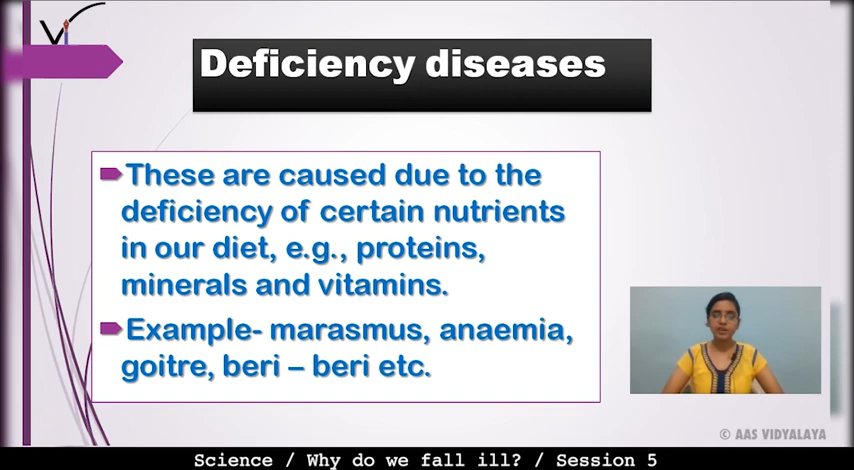 Vi
Deficiency diseases
These are caused due to the
deficiency of certain nutrients
in our diet, e.g., proteins,
minerals and vitamins.
Example- marasmus, anaemia,
goitre, beri – beri etc.
© AAS VIDYALAYA
Science / Why do we fall ill? / Session 5